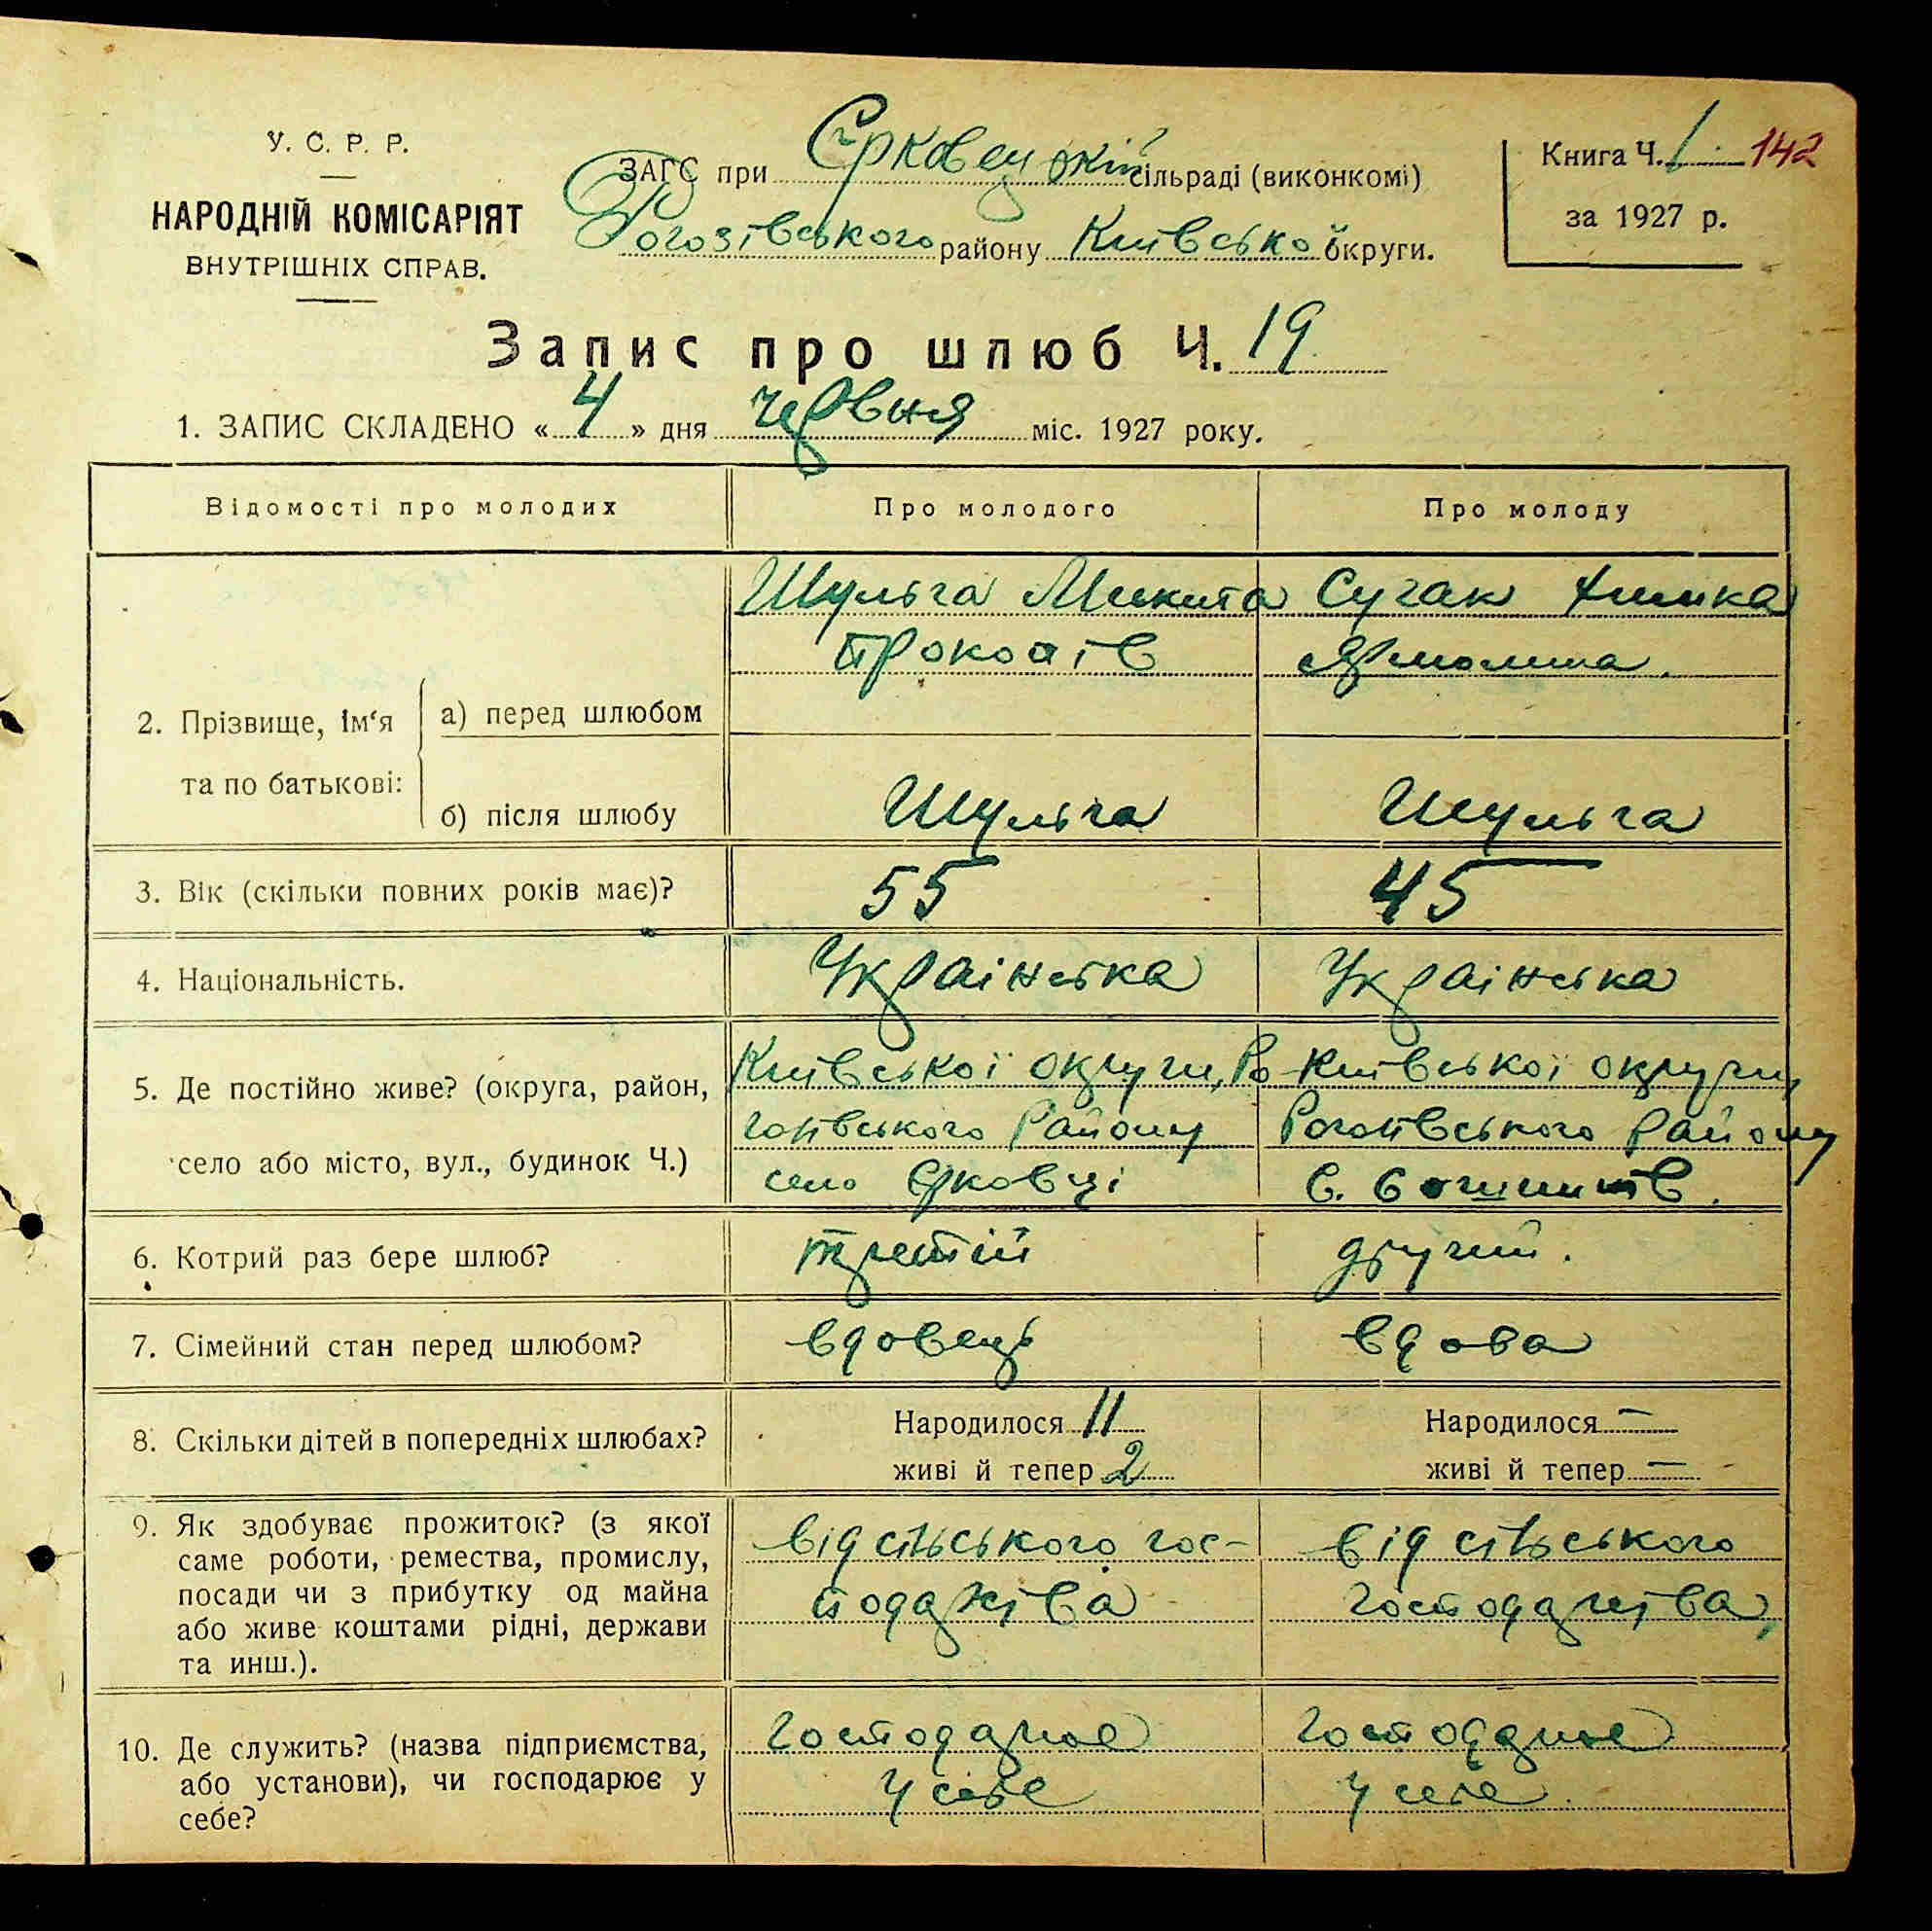 У. С. Р. Р.
НАРОДНІЙ КОМІСАРІЯТ
ВНУТРІШНІХ СПРАВ.
ЗАГС при Єрковецькій сільраді (виконкомі)
Рогозівського району Київської округи.
Книга Ч. 1 142
за 1927 р.
Запис про шлюб Ч. 19
1. ЗАПИС СКЛАДЕНО «4» дня червня міс. 1927 року.
Відомості про молодих
Про молодого
Про молоду
2. Прізвище, ім‘я та по батькові:
а) перед шлюбом
Шульга Микита
Прокопів
Сугак
Ярмолина.
б) після шлюбу
Шульга
Шульга
3. Вік (скільки повних років має)?
55
45
4. Національність.
Українська
Українська
5. Де постійно живе? (округа, район,
село або місто, вул., будинок Ч.)
Київської округи, Ро
гозівського Району
село Єрковці
Київської округи,
Рогозівського Району
с.
6. Котрий раз бере шлюб?
третій
другий.
7. Сімейний стан перед шлюбом?
вдовець
вдова
8. Скільки дітей в попередніх шлюбах?
Народилося 11
живі й тепер 2
Народилося —
живі й тепер —
9. Як здобуває прожиток? (з якої
саме роботи, ремества, промислу,
посади чи з прибутку од майна
або живе коштами рідні, держави
та инш.).
від сільського гос-
подарства
від сільського
господарства,
10. Де служить? (назва підприємства,
або установи), чи господарює у
себе?
Господарює
у себе
Господарює
у себе.